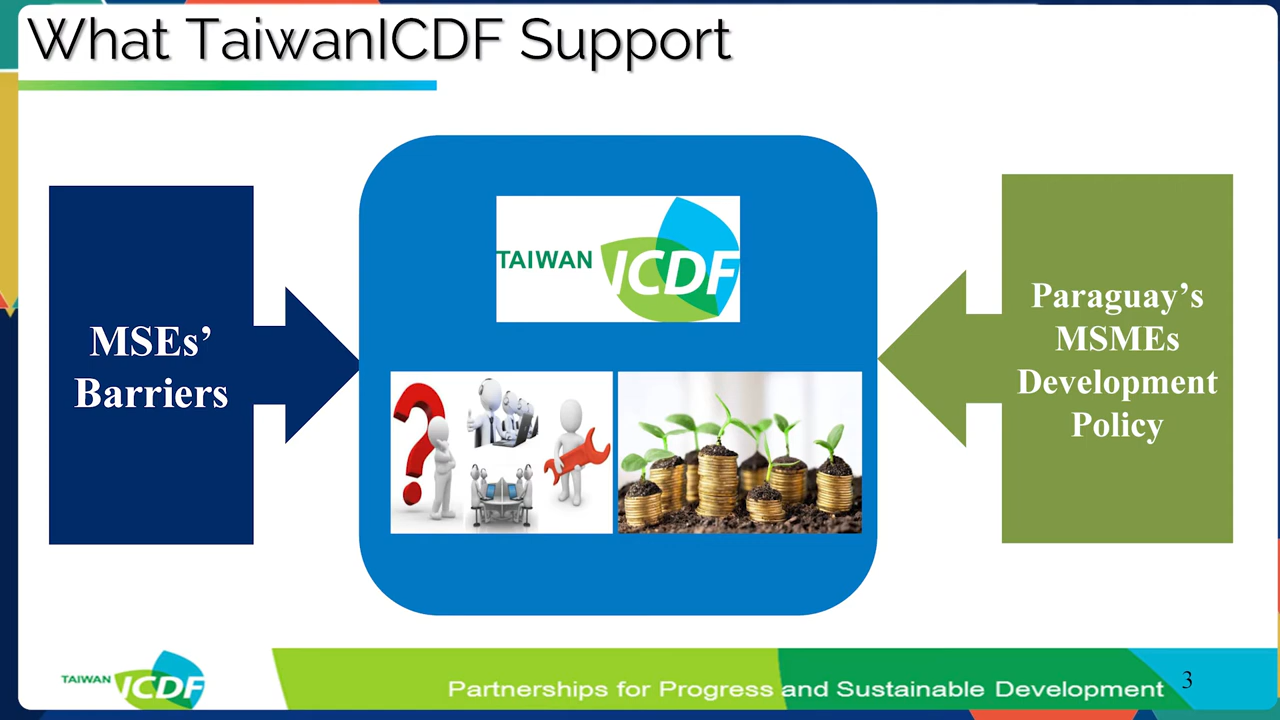 What TaiwanICDF Support
MSEs’
Barriers
TAIWAN ICDF
Paraguay’s
MSMEs
Development
Policy
TAIWAN ICDF
Partnerships for Progress and Sustainable Development
3